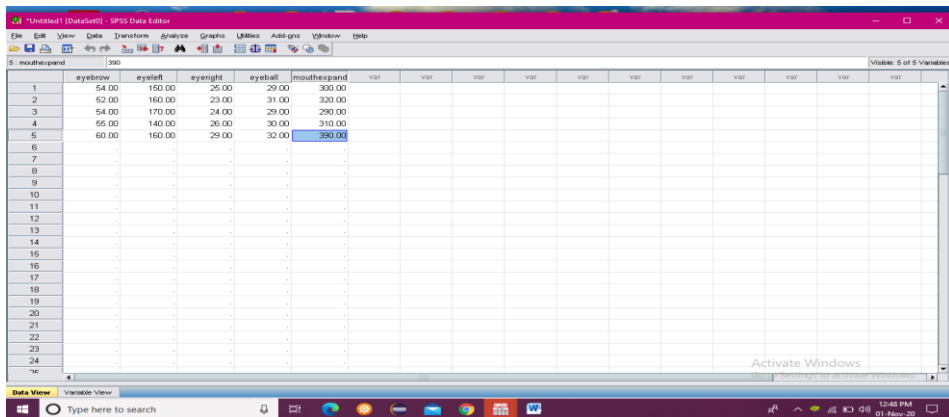 *Untitled1 [DataSet0] - SPSS Data Editor
File Edit View Data Transform Analyze Graphs Utilities Add-ons Window Help
5 : mouthexpand 390 Visible: 5 of 5 Variables
eyebrow eyeleft eyeright eyeball mouthexpand var var var var var var var var var
1 54.00 150.00 25.00 29.00 300.00
2 52.00 160.00 23.00 31.00 320.00
3 54.00 170.00 24.00 29.00 290.00
4 55.00 140.00 26.00 30.00 310.00
5 60.00 160.00 29.00 32.00 390.00
6 . . . . .
7 . . . . .
8 . . . . .
9 . . . . .
10 . . . . .
11 . . . . .
12 . . . . .
13 . . . . .
14 . . . . .
15 . . . . .
16 . . . . .
17 . . . . .
18 . . . . .
19 . . . . .
20 . . . . .
21 . . . . .
22 . . . . .
23 . . . . .
24 . . . . .
Activate Windows
Go to Settings to activate Windows.
Data View Variable View
Type here to search
12:48 PM
01-Nov-20